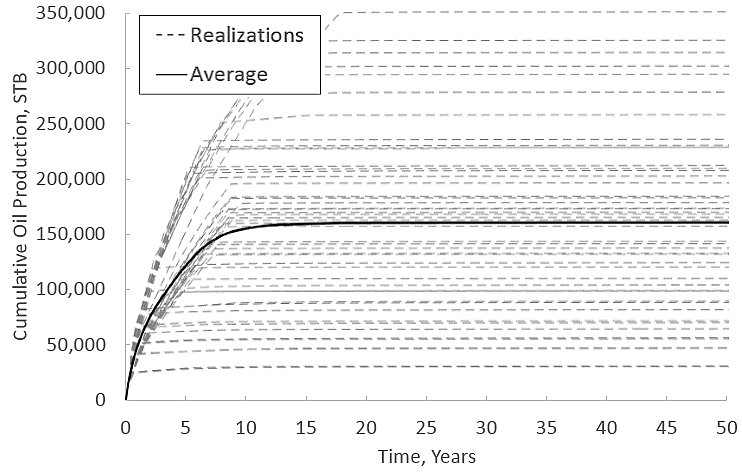 350,000
300,000
250,000
200,000
150,000
100,000
50,000
0
Cumulative Oil Production, STB
Realizations
Average
0 5 10 15 20 25 30 35 40 45 50
Time, Years